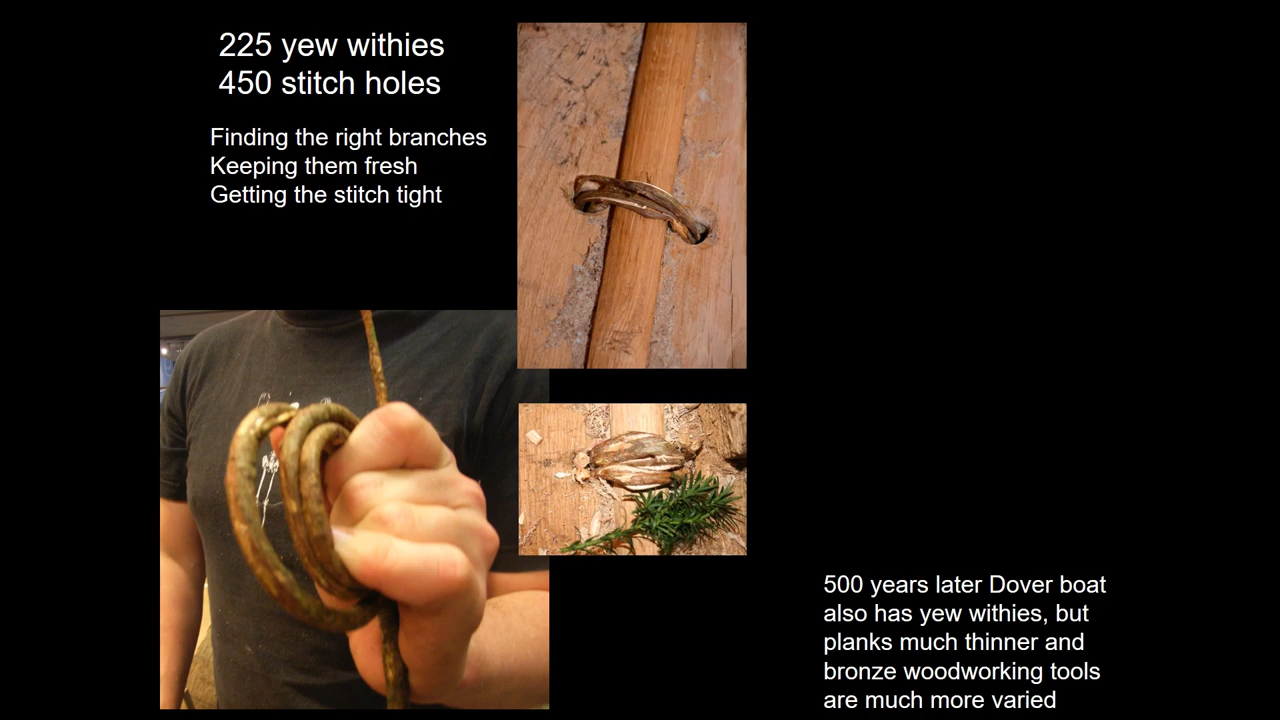 225 yew withies
450 stitch holes
Finding the right branches
Keeping them fresh
Getting the stitch tight
500 years later Dover boat
also has yew withies, but
planks much thinner and
bronze woodworking tools
are much more varied